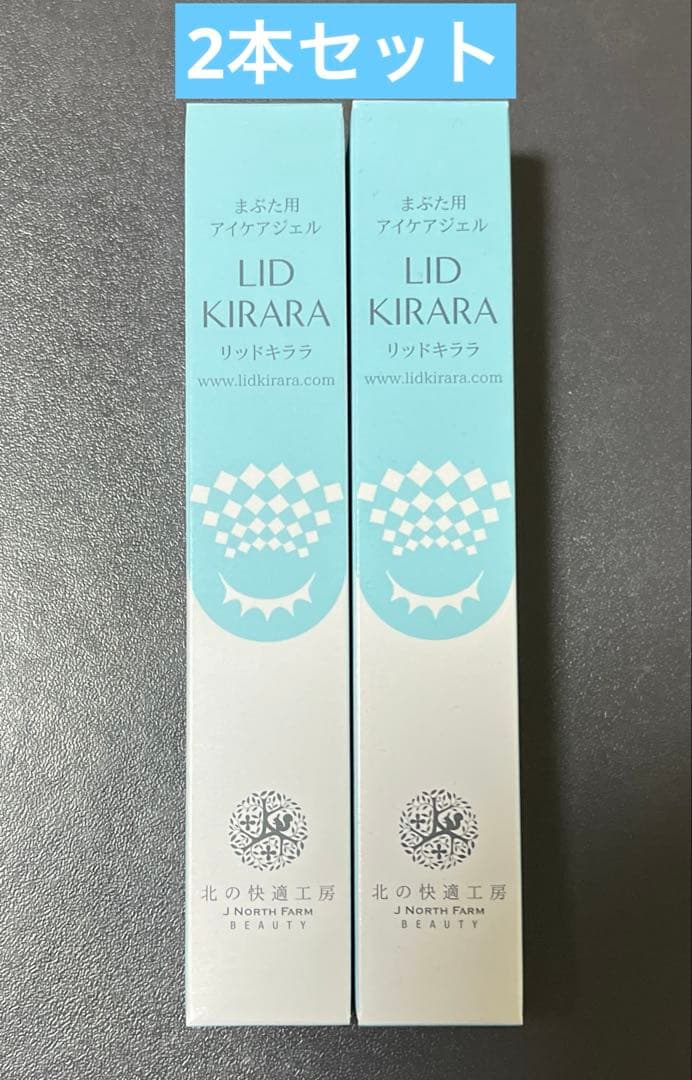 2本セット
まぶた用
アイケアジェル
LID
KIRARA
リッドキララ
www.lidkirara.com
北の快適工房
J NORTH FARM
BEAUTY
まぶた用
アイケアジェル
LID
KIRARA
リッドキララ
www.lidkirara.com
北の快適工房
J NORTH FARM
BEAUTY